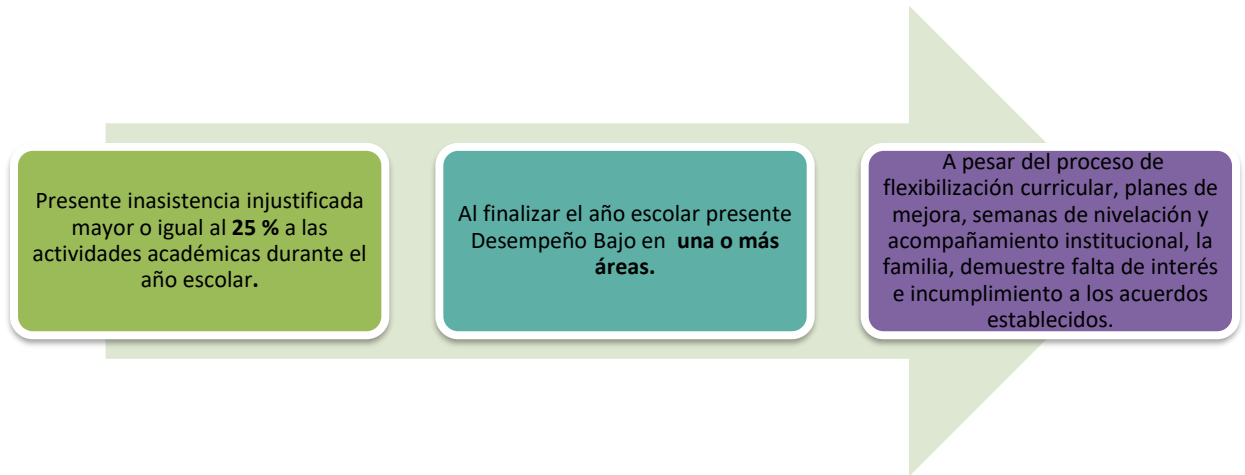 Presente inasistencia injustificada
mayor o igual al 25 % a las
actividades académicas durante el
año escolar.
Al finalizar el año escolar presente
Desempeño Bajo en una o más
áreas.
A pesar del proceso de
flexibilización curricular, planes de
mejora, semanas de nivelación y
acompañamiento institucional, la
familia, demuestre falta de interés
e incumplimiento a los acuerdos
establecidos.